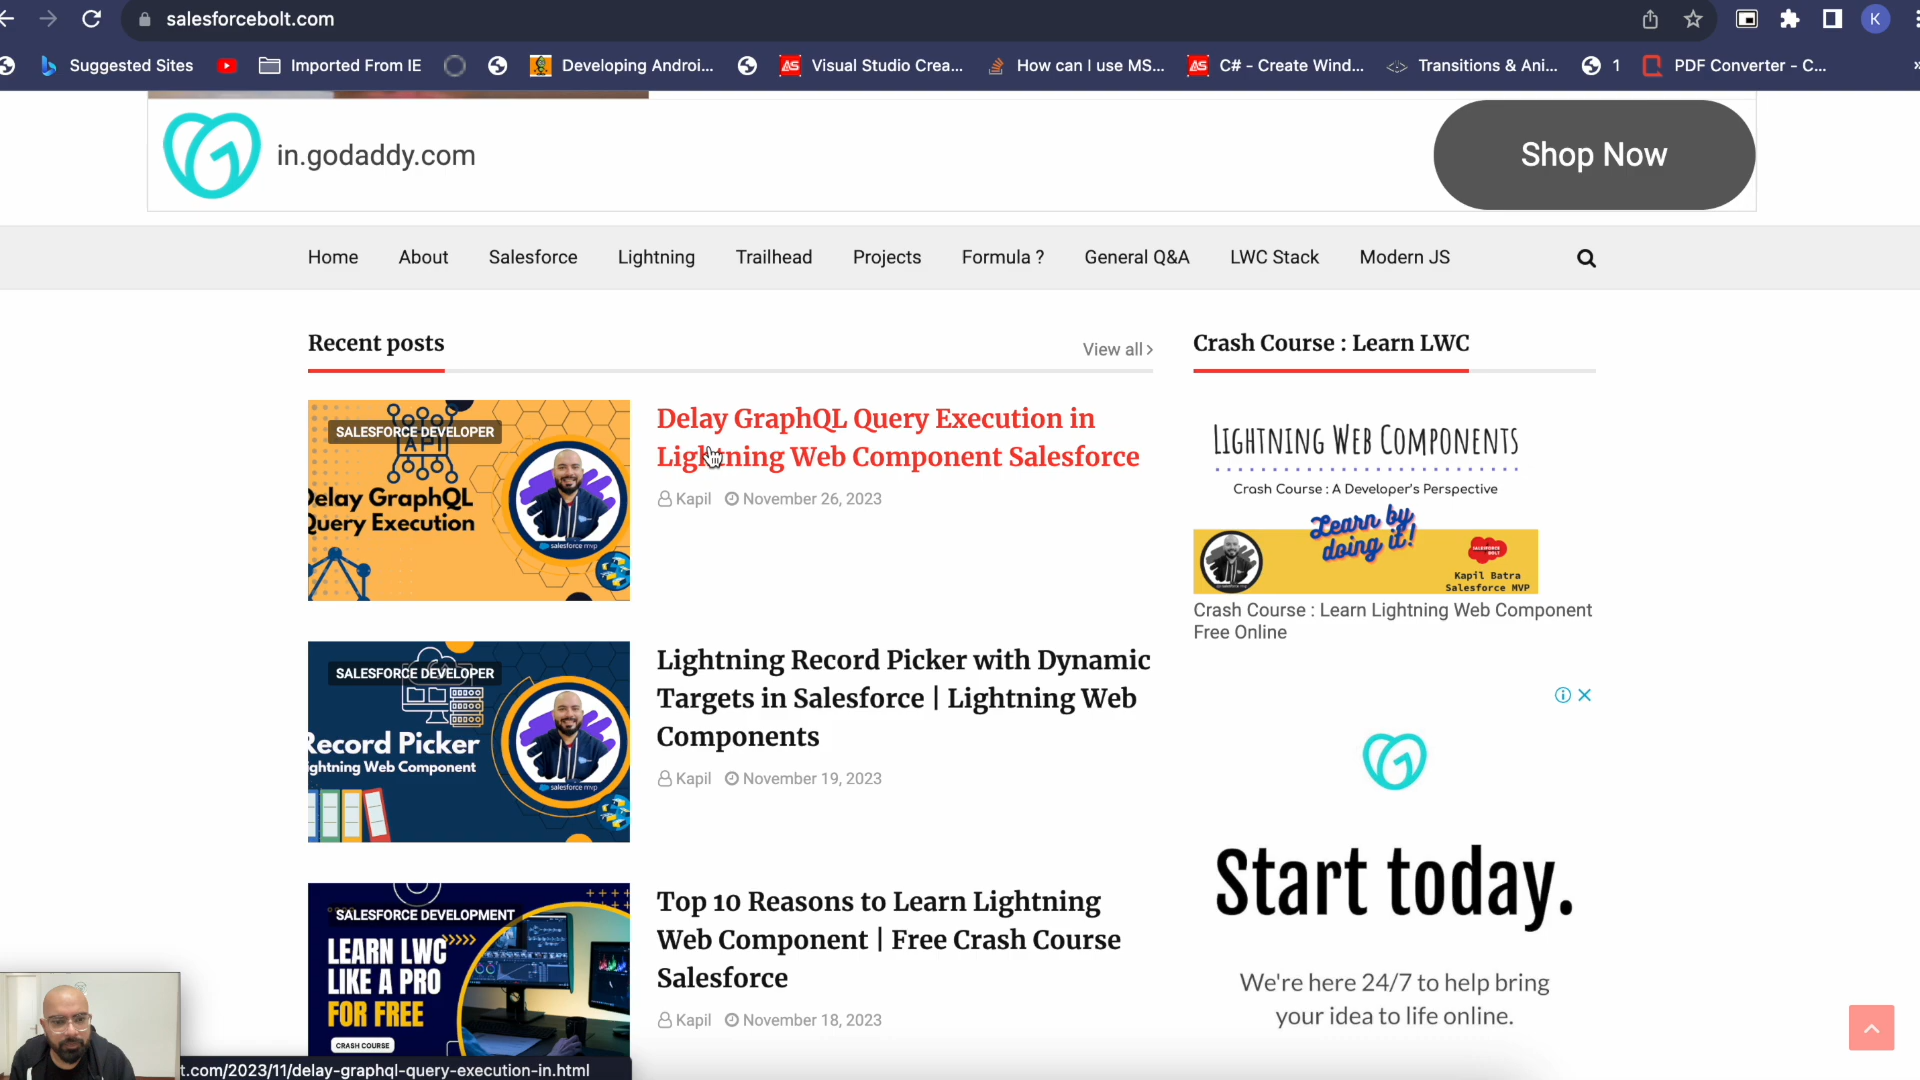 salesforcebolt.com
K
Suggested Sites
Imported From IE
Developing Androi...
Visual Studio Crea...
How can I use MS...
C# - Create Wind...
Transitions & Ani...
1
PDF Converter - C...
in.godaddy.com
Shop Now
Home
About
Salesforce
Lightning
Trailhead
Projects
Formula ?
General Q&A
LWC Stack
Modern JS
Recent posts
View all
Crash Course : Learn LWC
SALESFORCE DEVELOPER
API
Delay GraphQL
Query Execution
salesforce mvp
Delay GraphQL Query Execution in
Lightning Web Component Salesforce
Kapil
November 26, 2023
LIGHTNING WEB COMPONENTS
Crash Course : A Developer's Perspective
Learn by
doing it!
SALESFORCE
BOLT
Kapil Batra
Salesforce MVP
Crash Course : Learn Lightning Web Component
Free Online
SALESFORCE DEVELOPER
Record Picker
ightning Web Component
salesforce mvp
Lightning Record Picker with Dynamic
Targets in Salesforce | Lightning Web
Components
Kapil
November 19, 2023
Start today.
We're here 24/7 to help bring
your idea to life online.
SALESFORCE DEVELOPMENT
LEARN LWC
LIKE A PRO
FOR FREE
CRASH COURSE
Top 10 Reasons to Learn Lightning
Web Component | Free Crash Course
Salesforce
Kapil
November 18, 2023
t.com/2023/11/delay-graphql-query-execution-in.html